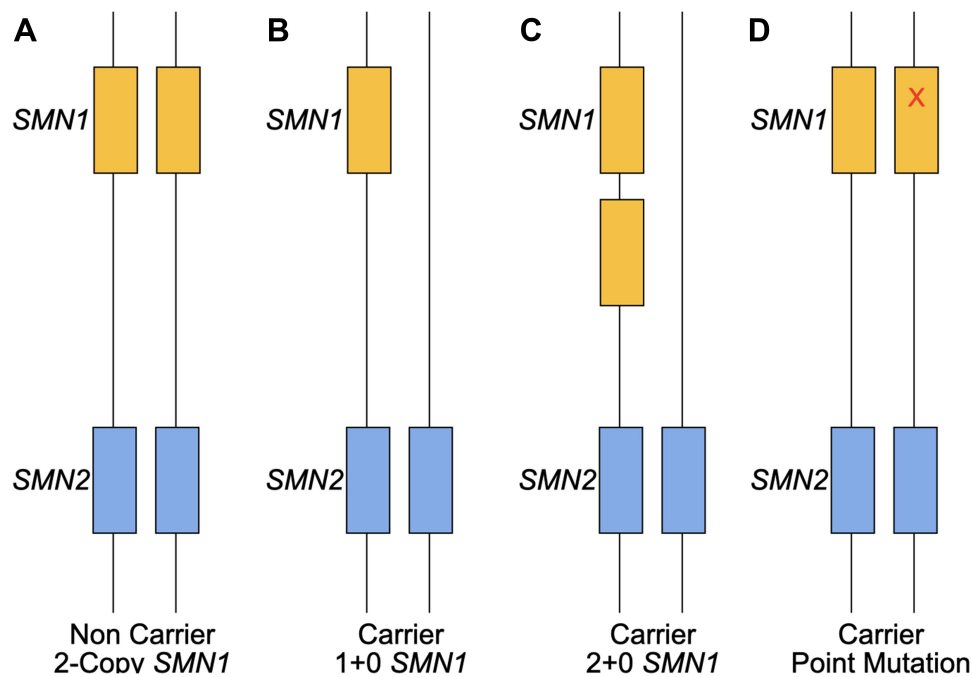 A B C D
SMN1 SMN1 SMN1 SMN1
X
SMN2 SMN2 SMN2 SMN2
Non Carrier
2-Copy SMN1
Carrier
1+0 SMN1
Carrier
2+0 SMN1
Carrier
Point Mutation